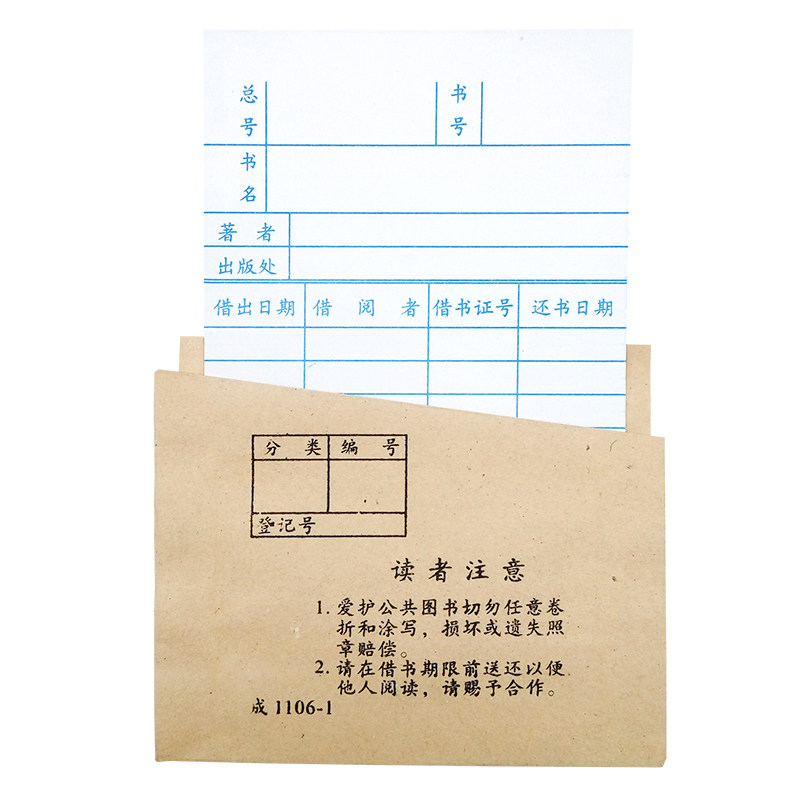 总号 书号
书名
著者
出版处
借出日期 借阅者 借书证号 还书日期
分类 编号
登记号
读者注意
1. 爱护公共图书切勿任意卷
折和涂写，损坏或遗失照
章赔偿。
2. 请在借书期限前送还以便
他人阅读，请赐予合作。
成1106-1